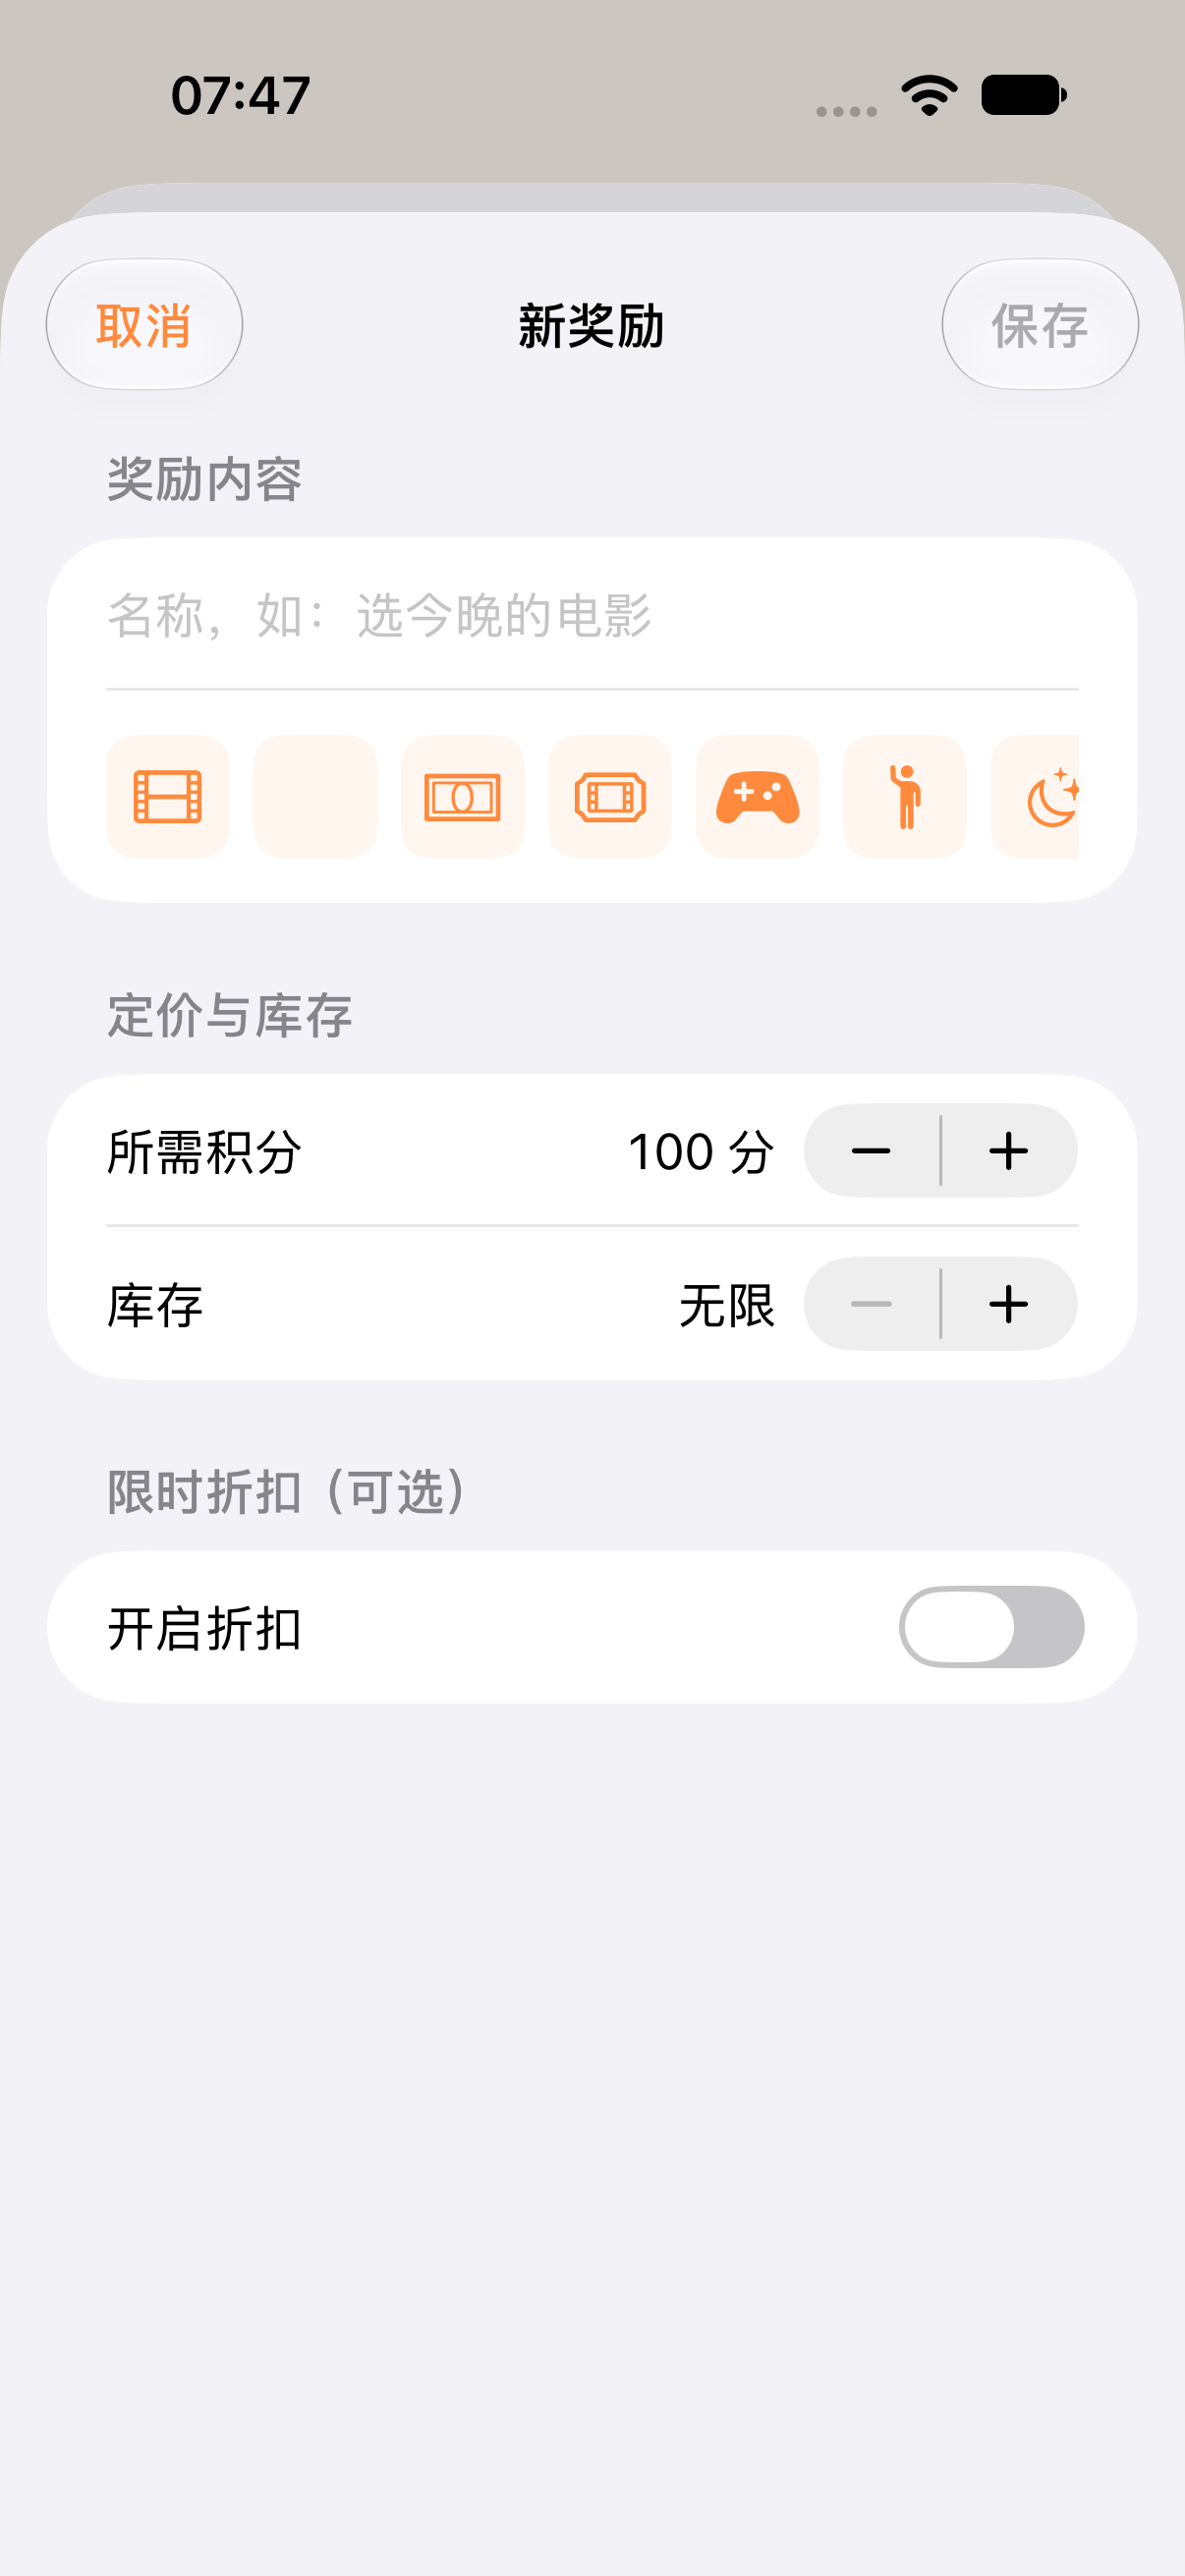 07:47
取消
新奖励
保存
奖励内容
名称，如：选今晚的电影
定价与库存
所需积分
100 分
库存
无限
限时折扣（可选）
开启折扣